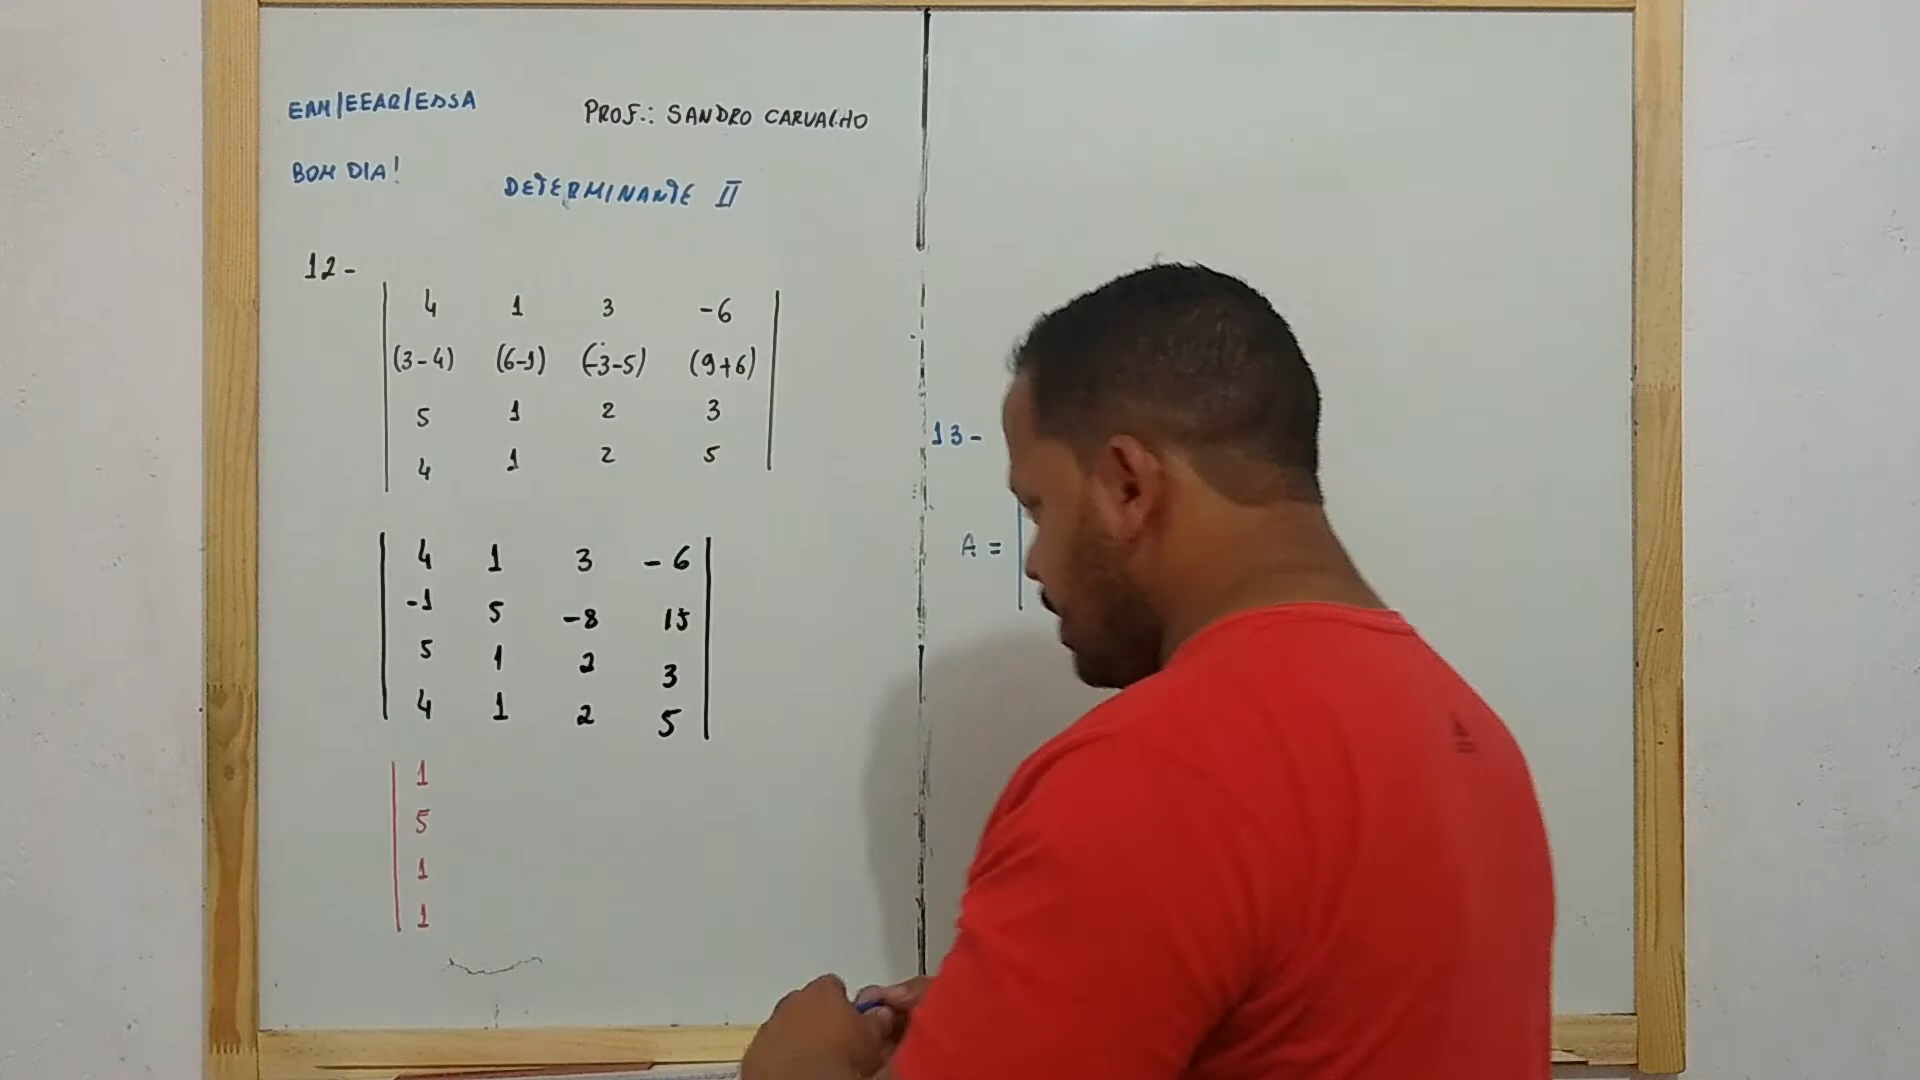 EAM/EEAR/ESSA
PROF.: SANDRO CARVALHO
BOM DIA!
DETERMINANTE II
12-
4 1 3 -6
(3-4) (6-1) (-3-5) (9+6)
5 1 2 3
4 1 2 5
4 1 3 -6
-1 5 -8 15
5 1 2 3
4 1 2 5
1
5
1
1
13-
A =